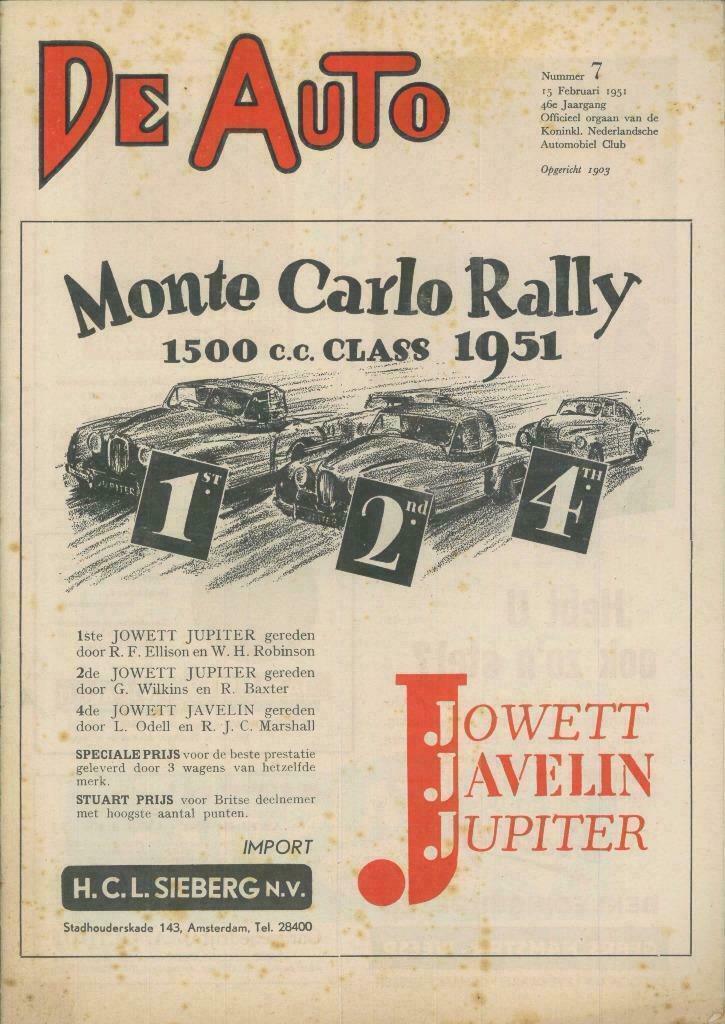 De Auto
Nummer 7
15 Februari 1951
46e Jaargang
Officieel orgaan van de
Koninkl. Nederlandsche
Automobiel Club
Opgericht 1903
Monte Carlo Rally
1500 c.c. CLASS 1951
JUPITER
1ST
2nd
4TH
1ste JOWETT JUPITER gereden
door R. F. Ellison en W. H. Robinson
2de JOWETT JUPITER gereden
door G. Wilkins en R. Baxter
4de JOWETT JAVELIN gereden
door L. Odell en R. J. C. Marshall
SPECIALE PRIJS voor de beste prestatie
geleverd door 3 wagens van hetzelfde
merk.
STUART PRIJS voor Britse deelnemer
met hoogste aantal punten.
IMPORT
H. C. L. SIEBERG N.V.
Stadhouderskade 143, Amsterdam, Tel. 28400
JOWETT
JAVELIN
JUPITER